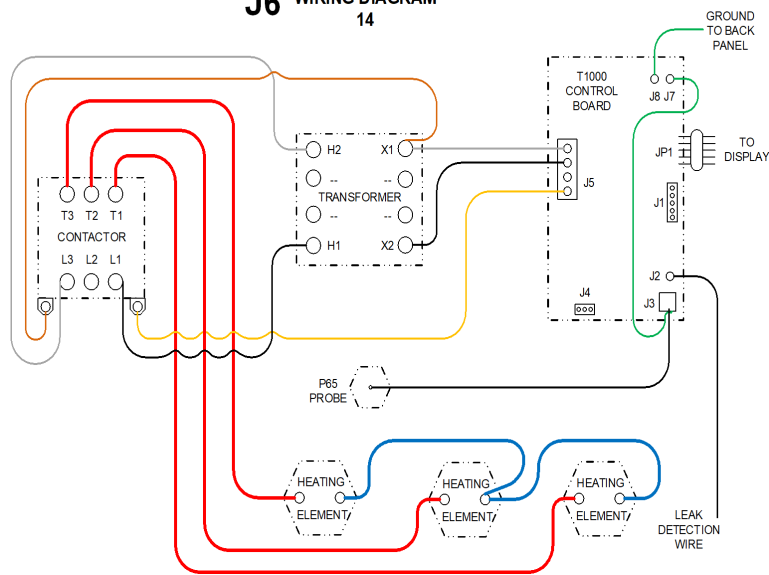 J6 WIRING DIAGRAM
14
GROUND
TO BACK
PANEL
T1000
CONTROL
BOARD
J8 J7
JP1
TO
DISPLAY
J5
J1
J2
J3
J4
H2 X1
-- --
TRANSFORMER
-- --
H1 X2
T3 T2 T1
CONTACTOR
L3 L2 L1
P65
PROBE
HEATING
ELEMENT
HEATING
ELEMENT
HEATING
ELEMENT
LEAK
DETECTION
WIRE